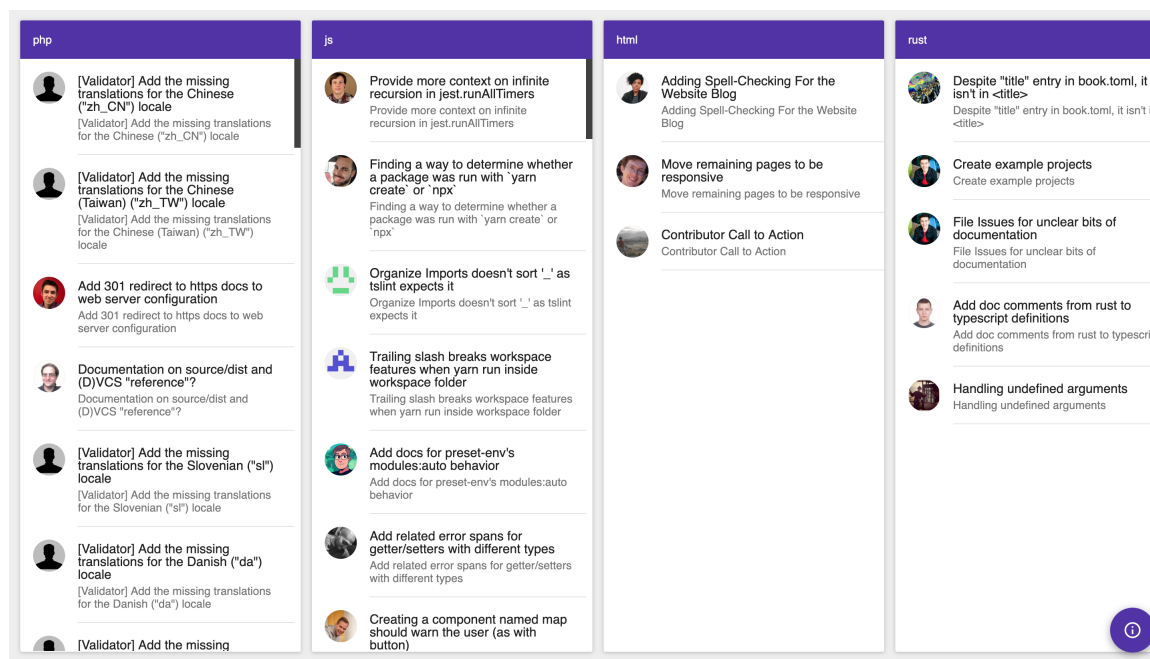 php
[Validator] Add the missing
translations for the Chinese
("zh_CN") locale
[Validator] Add the missing translations
for the Chinese ("zh_CN") locale
[Validator] Add the missing
translations for the Chinese
(Taiwan) ("zh_TW") locale
[Validator] Add the missing translations
for the Chinese (Taiwan) ("zh_TW")
locale
Add 301 redirect to https docs to
web server configuration
Add 301 redirect to https docs to web
server configuration
Documentation on source/dist and
(D)VCS "reference"?
Documentation on source/dist and
(D)VCS "reference"?
[Validator] Add the missing
translations for the Slovenian ("sl")
locale
[Validator] Add the missing translations
for the Slovenian ("sl") locale
[Validator] Add the missing
translations for the Danish ("da")
locale
[Validator] Add the missing translations
for the Danish ("da") locale
[Validator] Add the missing
js
Provide more context on infinite
recursion in jest.runAllTimers
Provide more context on infinite
recursion in jest.runAllTimers
Finding a way to determine whether
a package was run with `yarn
create` or `npx`
Finding a way to determine whether a
package was run with `yarn create` or
`npx`
Organize Imports doesn't sort '_' as
tslint expects it
Organize Imports doesn't sort '_' as tslint
expects it
Trailing slash breaks workspace
features when yarn run inside
workspace folder
Trailing slash breaks workspace features
when yarn run inside workspace folder
Add docs for preset-env's
modules:auto behavior
Add docs for preset-env's modules:auto
behavior
Add related error spans for
getter/setters with different types
Add related error spans for getter/setters
with different types
Creating a component named map
should warn the user (as with
button)
html
Adding Spell-Checking For the
Website Blog
Adding Spell-Checking For the Website
Blog
Move remaining pages to be
responsive
Move remaining pages to be responsive
Contributor Call to Action
Contributor Call to Action
rust
Despite "title" entry in book.toml, it
isn't in <title>
Despite "title" entry in book.toml, it isn't
<title>
Create example projects
Create example projects
File Issues for unclear bits of
documentation
File Issues for unclear bits of
documentation
Add doc comments from rust to
typescript definitions
Add doc comments from rust to typescri
definitions
Handling undefined arguments
Handling undefined arguments